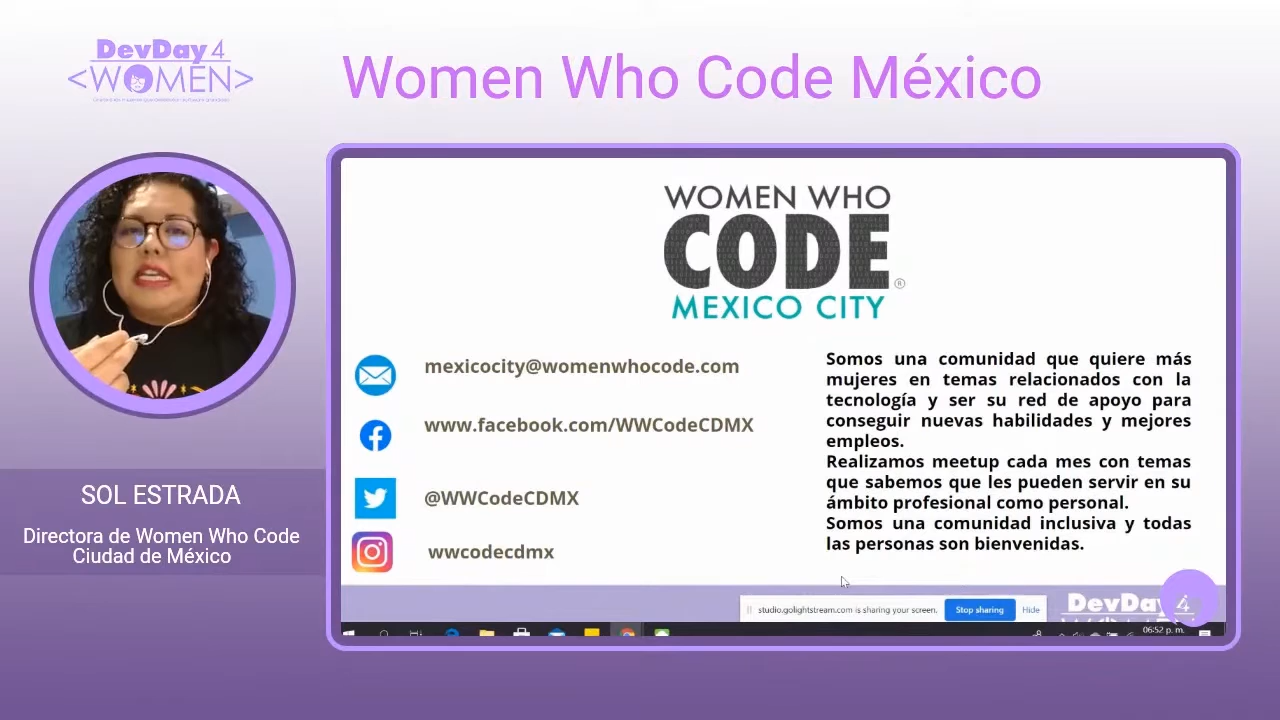 DevDay 4
<WOMEN>
Women Who Code México
SOL ESTRADA
Directora de Women Who Code
Ciudad de México
WOMEN WHO
CODE®
MEXICO CITY
mexicocity@womenwhocode.com
www.facebook.com/WWCodeCDMX
@WWCodeCDMX
wwcodecdmx
Somos una comunidad que quiere más
mujeres en temas relacionados con la
tecnología y ser su red de apoyo para
conseguir nuevas habilidades y mejores
empleos.
Realizamos meetup cada mes con temas
que sabemos que les pueden servir en su
ámbito profesional como personal.
Somos una comunidad inclusiva y todas
las personas son bienvenidas.
studio.golightstream.com is sharing your screen.
Stop sharing
Hide
DevDay 4
06:52 p. m.